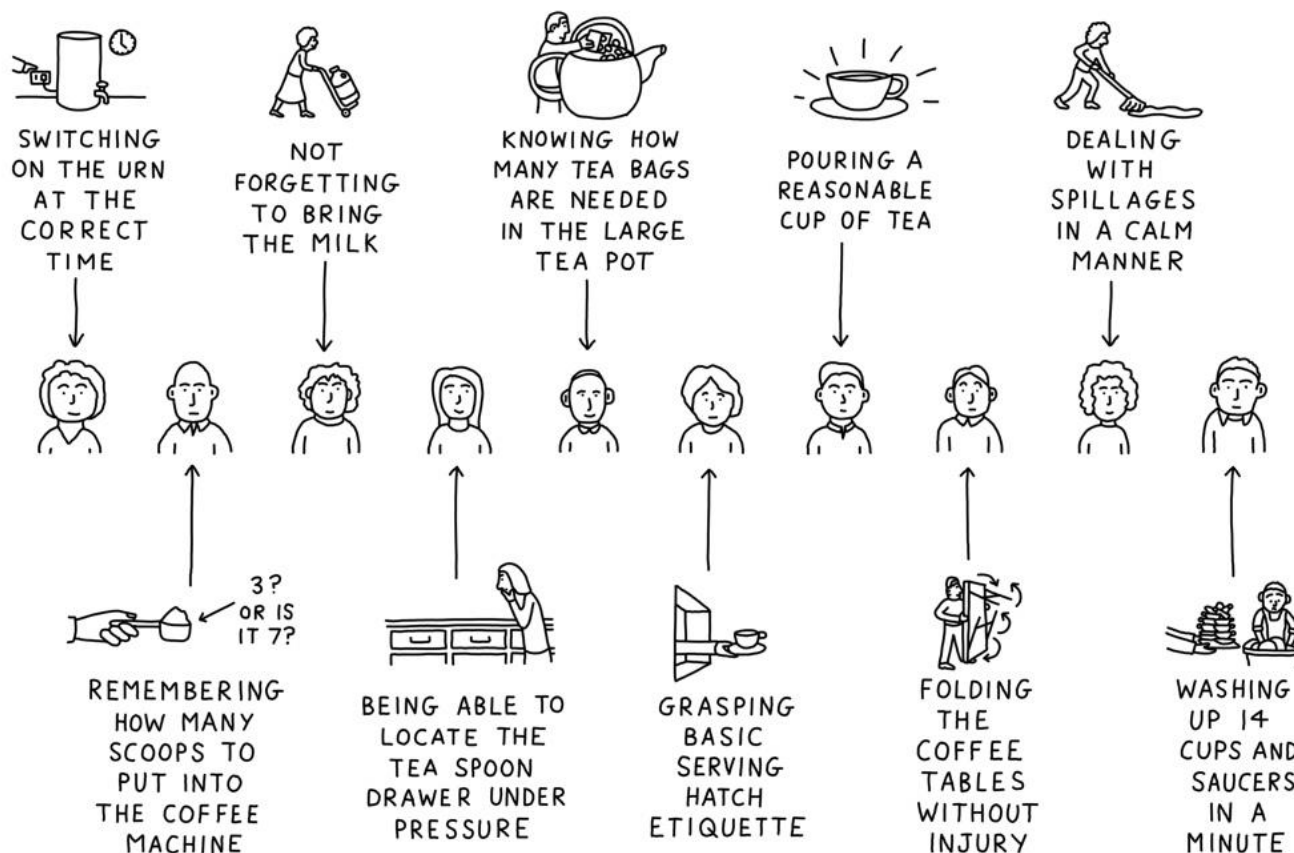 SWITCHING
ON THE URN
AT THE
CORRECT
TIME
NOT
FORGETTING
TO BRING
THE MILK
KNOWING HOW
MANY TEA BAGS
ARE NEEDED
IN THE LARGE
TEA POT
POURING A
REASONABLE
CUP OF TEA
DEALING
WITH
SPILLAGES
IN A CALM
MANNER
3?
OR IS
IT 7?
REMEMBERING
HOW MANY
SCOOPS TO
PUT INTO
THE COFFEE
MACHINE
BEING ABLE TO
LOCATE THE
TEA SPOON
DRAWER UNDER
PRESSURE
GRASPING
BASIC
SERVING
HATCH
ETIQUETTE
FOLDING
THE
COFFEE
TABLES
WITHOUT
INJURY
WASHING
UP 14
CUPS AND
SAUCERS
IN A
MINUTE